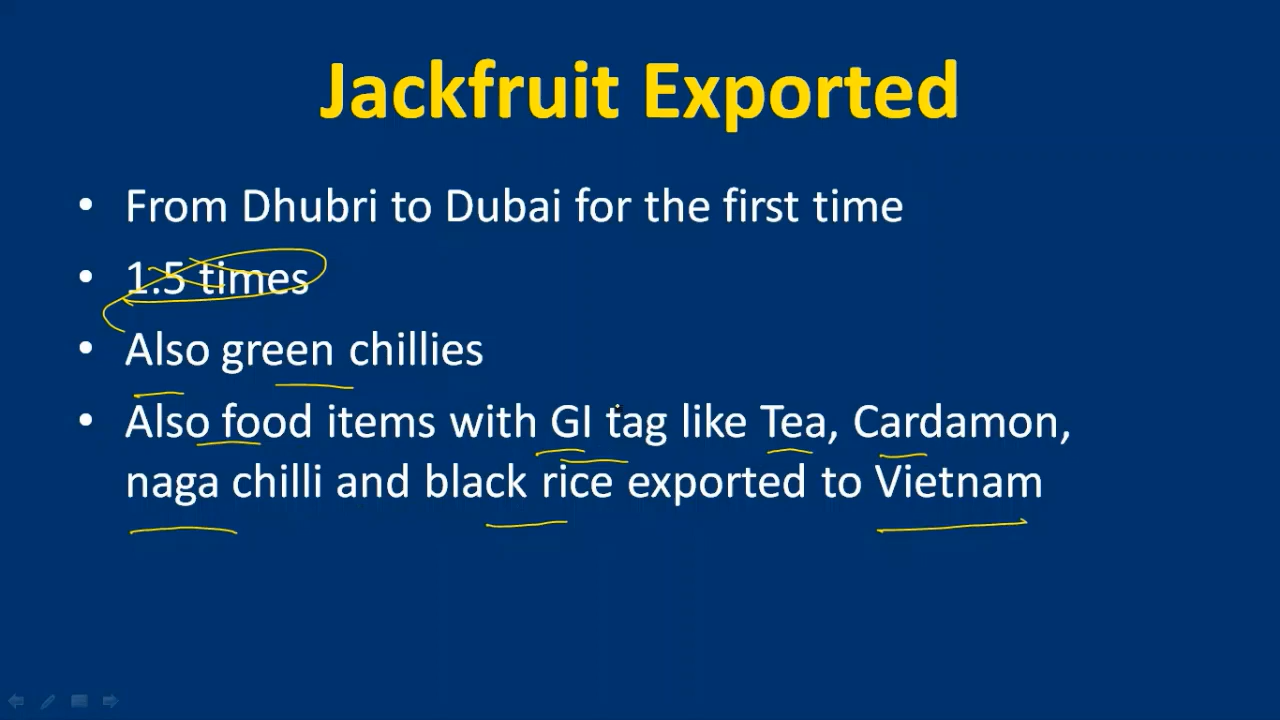 Jackfruit Exported
• From Dhubri to Dubai for the first time
• 1.5 times
• Also green chillies
• Also food items with GI tag like Tea, Cardamon,
naga chilli and black rice exported to Vietnam